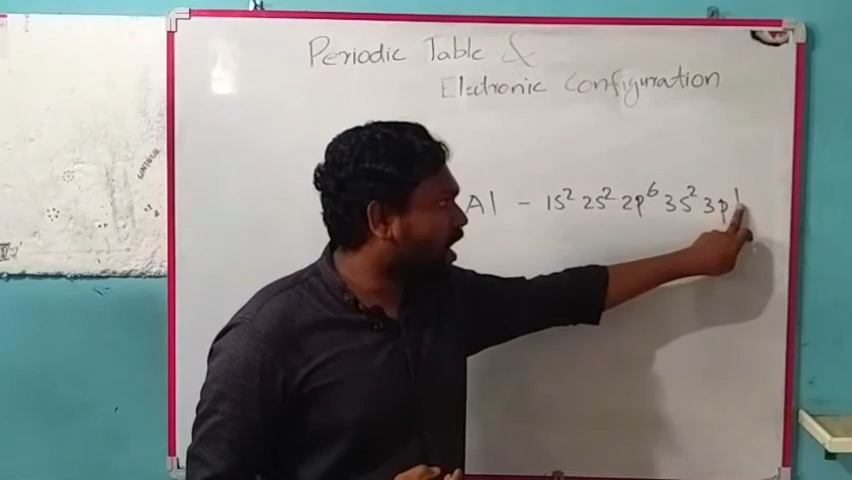 Periodic Table &
Electronic Configuration
Al - 1s² 2s² 2p⁶ 3s² 3p¹